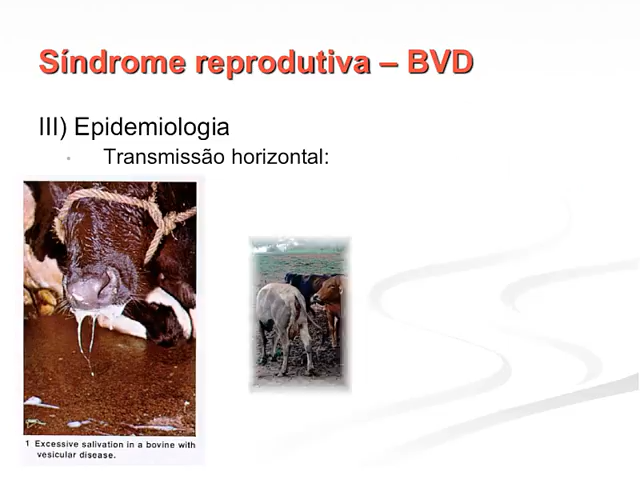 Síndrome reprodutiva – BVD
III) Epidemiologia
• Transmissão horizontal:
1 Excessive salivation in a bovine with
vesicular disease.